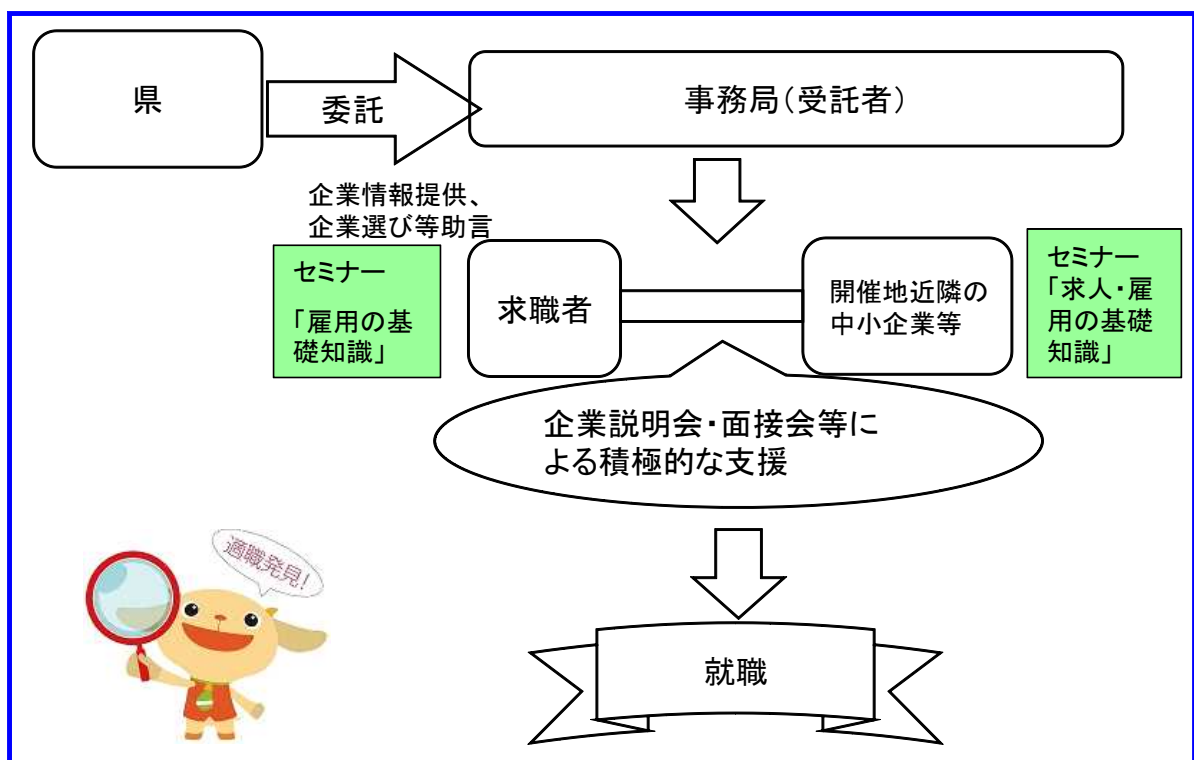 県
委託
事務局（受託者）
企業情報提供、
企業選び等助言
セミナー
「雇用の基
礎知識」
求職者
開催地近隣の
中小企業等
セミナー
「求人・雇
用の基礎
知識」
企業説明会・面接会等に
よる積極的な支援
適職発見！
就職